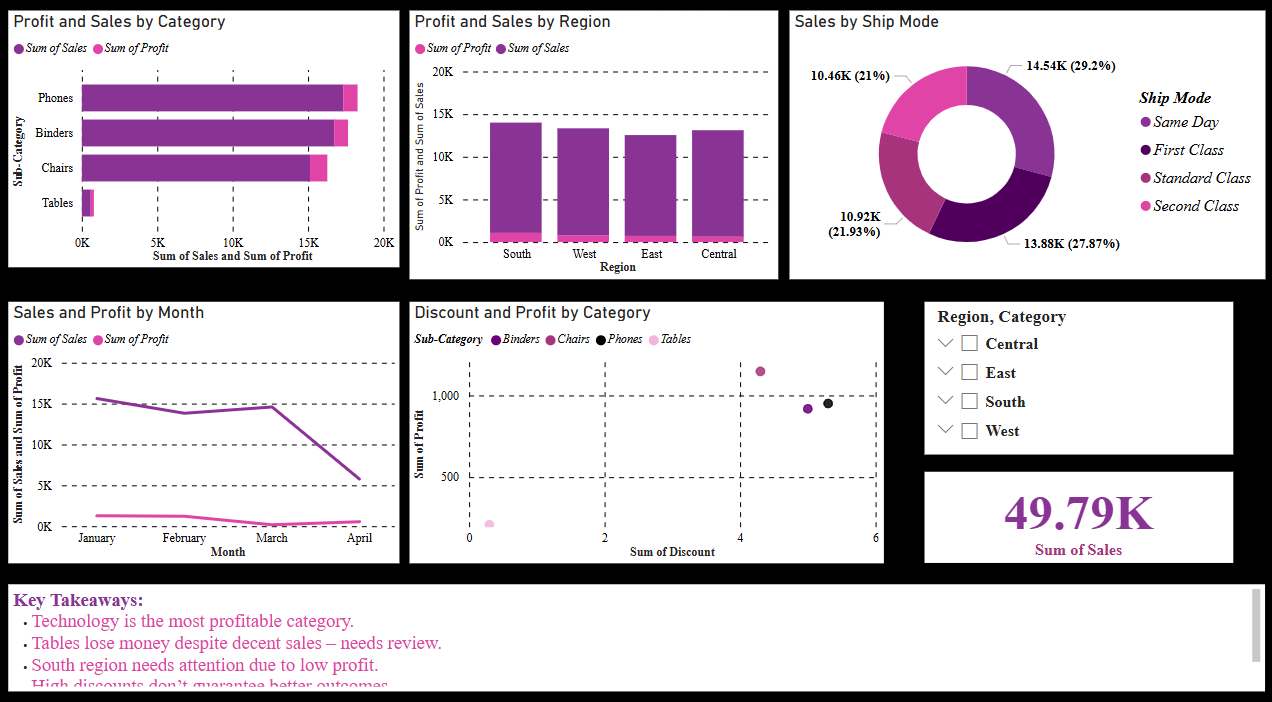 Profit and Sales by Category
Sum of Sales Sum of Profit
Sub-Category
Phones
Binders
Chairs
Tables
0K 5K 10K 15K 20K
Sum of Sales and Sum of Profit
Profit and Sales by Region
Sum of Profit Sum of Sales
Sum of Profit and Sum of Sales
20K
15K
10K
5K
0K
South West East Central
Region
Sales by Ship Mode
14.54K (29.2%)
10.46K (21%)
10.92K
(21.93%)
13.88K (27.87%)
Ship Mode
Same Day
First Class
Standard Class
Second Class
Sales and Profit by Month
Sum of Sales Sum of Profit
Sum of Sales and Sum of Profit
20K
15K
10K
5K
0K
January February March April
Month
Discount and Profit by Category
Sub-Category Binders Chairs Phones Tables
Sum of Profit
1,000
500
0 2 4 6
Sum of Discount
Region, Category
Central
East
South
West
49.79K
Sum of Sales
Key Takeaways:
• Technology is the most profitable category.
• Tables lose money despite decent sales – needs review.
• South region needs attention due to low profit.
High discounts don’t guarantee better outcomes